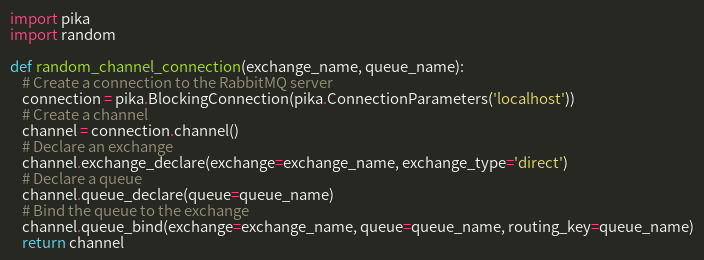 import pika
import random

def random_channel_connection(exchange_name, queue_name):
    # Create a connection to the RabbitMQ server
    connection = pika.BlockingConnection(pika.ConnectionParameters('localhost'))
    # Create a channel
    channel = connection.channel()
    # Declare an exchange
    channel.exchange_declare(exchange=exchange_name, exchange_type='direct')
    # Declare a queue
    channel.queue_declare(queue=queue_name)
    # Bind the queue to the exchange
    channel.queue_bind(exchange=exchange_name, queue=queue_name, routing_key=queue_name)
    return channel